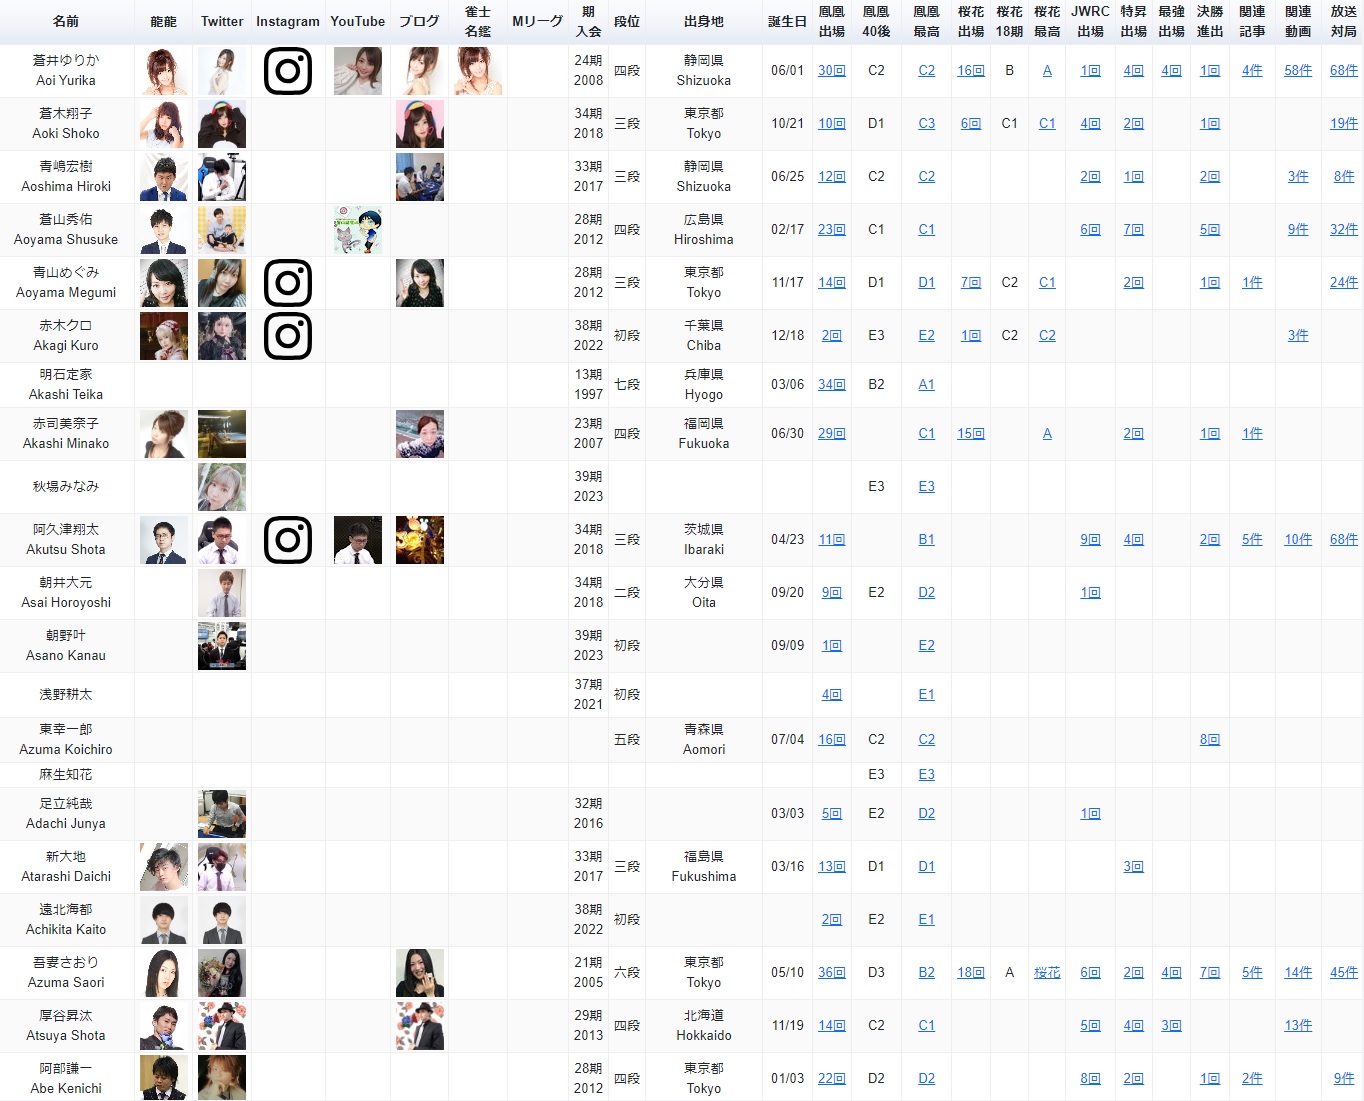 名前 龍龍 Twitter Instagram YouTube ブログ 雀士名鑑 Mリーグ 期入会 段位 出身地 誕生日 鳳凰出場 鳳凰40後 鳳凰最高 桜花出場 桜花18期 桜花最高 JWRC出場 特昇出場 最強出場 決勝進出 関連記事 関連動画 放送対局
蒼井ゆりか Aoi Yurika 24期 2008 四段 静岡県 Shizuoka 06/01 30回 C2 C2 16回 B A 1回 4回 4回 1回 4件 58件 68件
蒼木翔子 Aoki Shoko 34期 2018 三段 東京都 Tokyo 10/21 10回 D1 C3 6回 C1 C1 4回 2回 1回 19件
青嶋宏樹 Aoshima Hiroki 33期 2017 三段 静岡県 Shizuoka 06/25 12回 C2 C2 2回 1回 2回 3件 8件
蒼山秀佑 Aoyama Shusuke 28期 2012 四段 広島県 Hiroshima 02/17 23回 C1 C1 6回 7回 5回 9件 32件
青山めぐみ Aoyama Megumi 28期 2012 三段 東京都 Tokyo 11/17 14回 D1 D1 7回 C2 C1 2回 1回 1件 24件
赤木クロ Akagi Kuro 38期 2022 初段 千葉県 Chiba 12/18 2回 E3 E2 1回 C2 C2 3件
明石定家 Akashi Teika 13期 1997 七段 兵庫県 Hyogo 03/06 34回 B2 A1
赤司美奈子 Akashi Minako 23期 2007 四段 福岡県 Fukuoka 06/30 29回 C1 15回 A 2回 1回 1件
秋場みなみ 39期 2023 E3 E3
阿久津翔太 Akutsu Shota 34期 2018 三段 茨城県 Ibaraki 04/23 11回 B1 9回 4回 2回 5件 10件 68件
朝井大元 Asai Horoyoshi 34期 2018 二段 大分県 Oita 09/20 9回 E2 D2 1回
朝野叶 Asano Kanau 39期 2023 初段 09/09 1回 E2
浅野耕太 37期 2021 初段 4回 E1
東幸一郎 Azuma Koichiro 五段 青森県 Aomori 07/04 16回 C2 C2 8回
麻生知花 E3 E3
足立純哉 Adachi Junya 32期 2016 03/03 5回 E2 D2 1回
新大地 Atarashi Daichi 33期 2017 三段 福島県 Fukushima 03/16 13回 D1 D1 3回
遠北海都 Achikita Kaito 38期 2022 初段 2回 E2 E1
吾妻さおり Azuma Saori 21期 2005 六段 東京都 Tokyo 05/10 36回 D3 B2 18回 A 桜花 6回 2回 4回 7回 5件 14件 45件
厚谷昇汰 Atsuya Shota 29期 2013 四段 北海道 Hokkaido 11/19 14回 C2 C1 5回 4回 3回 13件
阿部謙一 Abe Kenichi 28期 2012 四段 東京都 Tokyo 01/03 22回 D2 D2 8回 2回 1回 2件 9件